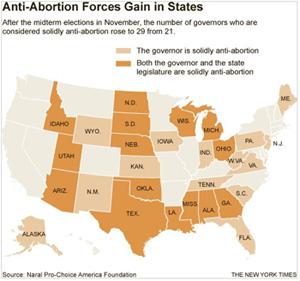 Anti-Abortion Forces Gain in States
After the midterm elections in November, the number of governors who are
considered solidly anti-abortion rose to 29 from 21.
The governor is solidly anti-abortion
Both the governor and the state
legislature are solidly anti-abortion
ME.
N.D.
IDAHO
S.D.
WIS.
MICH.
WYO.
IOWA
PA.
NEB.
IND.
OHIO
N.J.
UTAH
W.VA.
VA.
KAN.
TENN.
ARIZ.
N.M.
OKLA.
S.C.
MISS.
ALA.
GA.
TEX.
LA.
ALASKA
FLA.
Source: Naral Pro-Choice America Foundation
THE NEW YORK TIMES